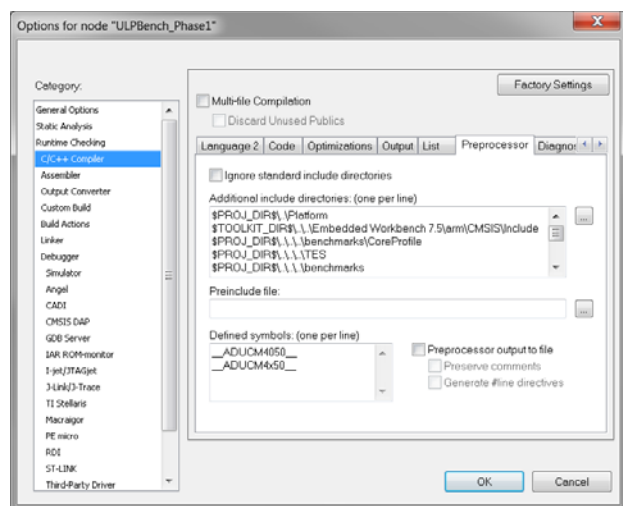 Options for node "ULPBench_Phase1"
Category:
General Options
Static Analysis
Runtime Checking
C/C++ Compiler
Assembler
Output Converter
Custom Build
Build Actions
Linker
Debugger
Simulator
Angel
CADI
CMSIS DAP
GDB Server
IAR ROM-monitor
I-jet/JTAGjet
J-Link/J-Trace
TI Stellaris
Macraigor
PE micro
RDI
ST-LINK
Third-Party Driver
Factory Settings
Multi-file Compilation
Discard Unused Publics
Language 2 Code Optimizations Output List Preprocessor Diagnos
Ignore standard include directories
Additional include directories: (one per line)
$PROJ_DIR$\..\Platform
$TOOLKIT_DIR$\..\..\Embedded Workbench 7.5\arm\CMSIS\Include
$PROJ_DIR$\..\..\..\benchmarks\CoreProfile
$PROJ_DIR$\..\..\..\TES
$PROJ_DIR$\..\..\..\benchmarks
...
Preinclude file:
...
Defined symbols: (one per line)
__ADUCM4050__
__ADUCM4x50__
Preprocessor output to file
Preserve comments
Generate #line directives
OK Cancel